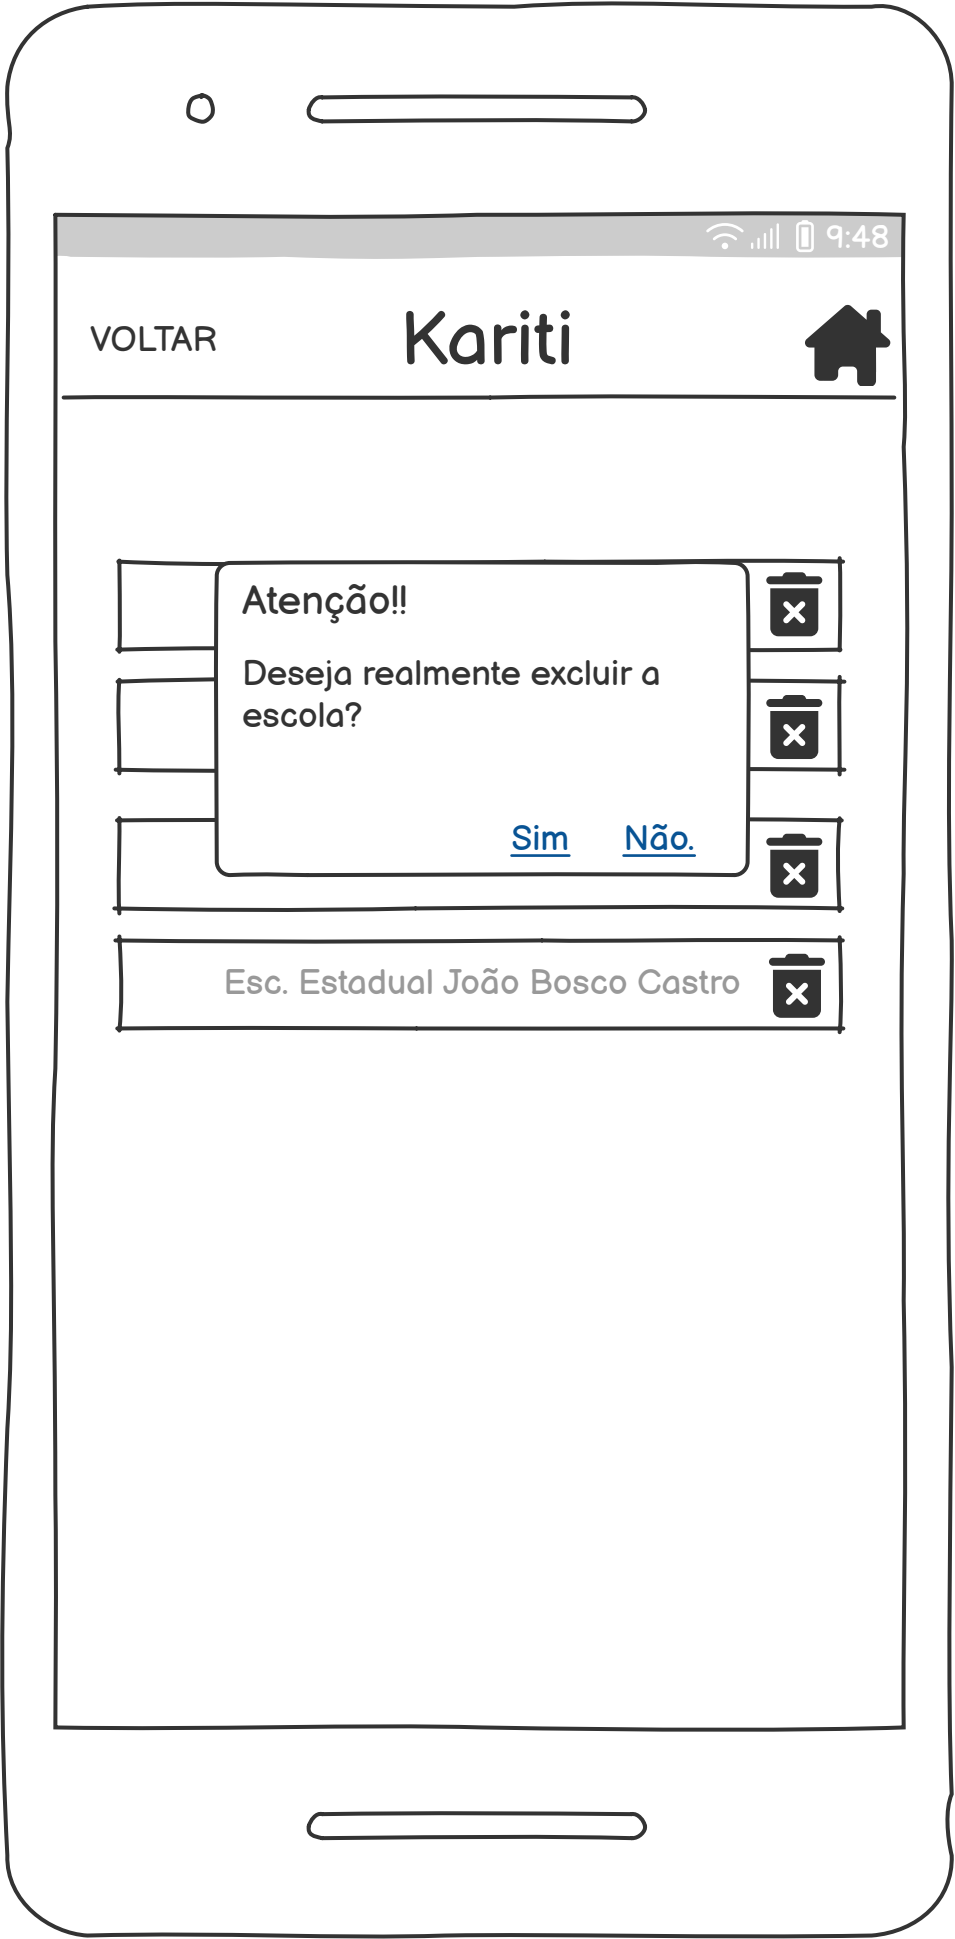 9:48
VOLTAR
Kariti
Atenção!!
Deseja realmente excluir a
escola?
Sim Não.
Esc. Estadual João Bosco Castro